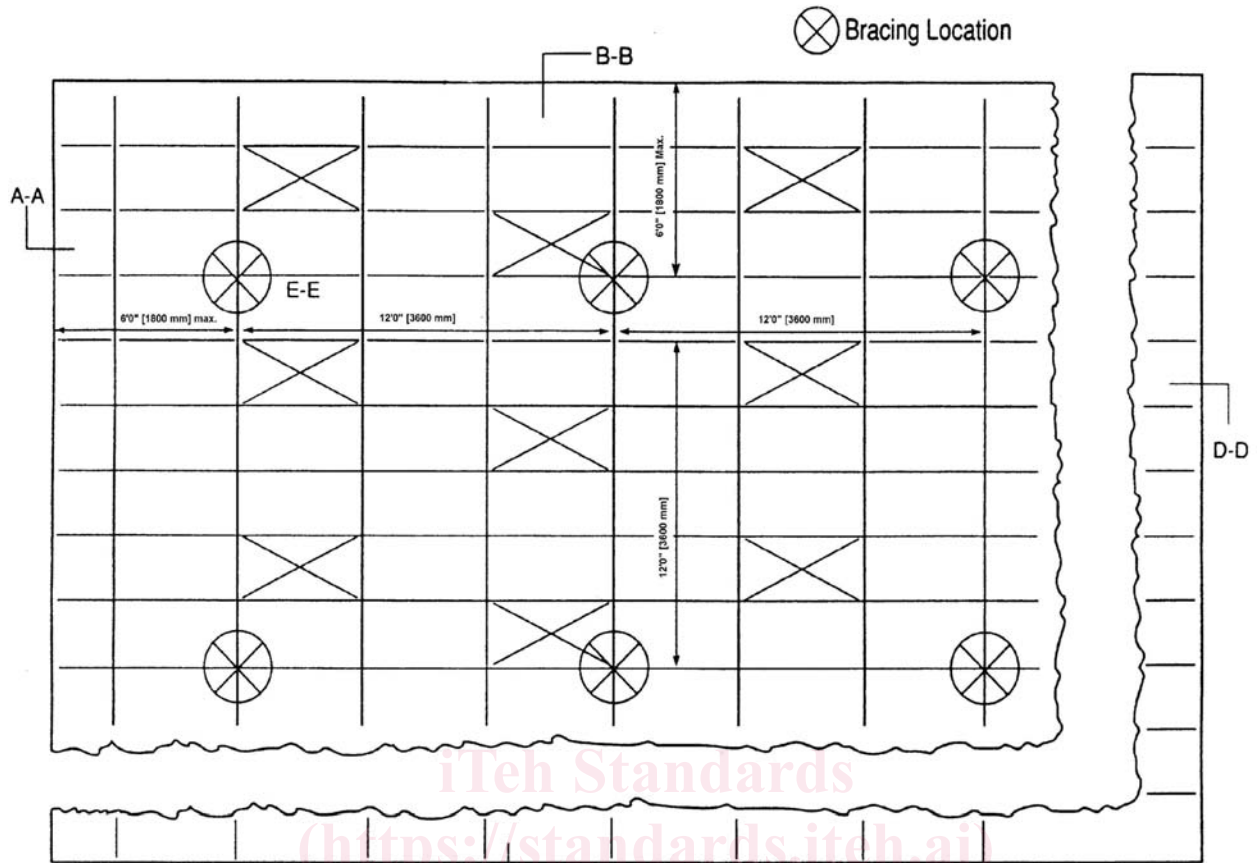 Bracing Location
B-B
A-A
6'0" [1800 mm] Max.
E-E
6'0" [1800 mm] max.
12'0" [3600 mm]
12'0" [3600 mm]
D-D
12'0" [3600 mm]
iTeh Standards
(https://standards.iteh.ai)